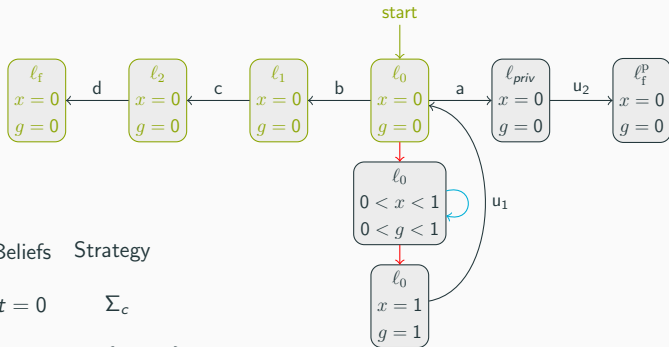 start
ℓf
x = 0
g = 0
d
ℓ2
x = 0
g = 0
c
ℓ1
x = 0
g = 0
b
ℓ0
x = 0
g = 0
a
ℓpriv
x = 0
g = 0
u2
ℓf^p
x = 0
g = 0
ℓ0
0 < x < 1
0 < g < 1
u1
ℓ0
x = 1
g = 1
Beliefs Strategy
t = 0 Σc